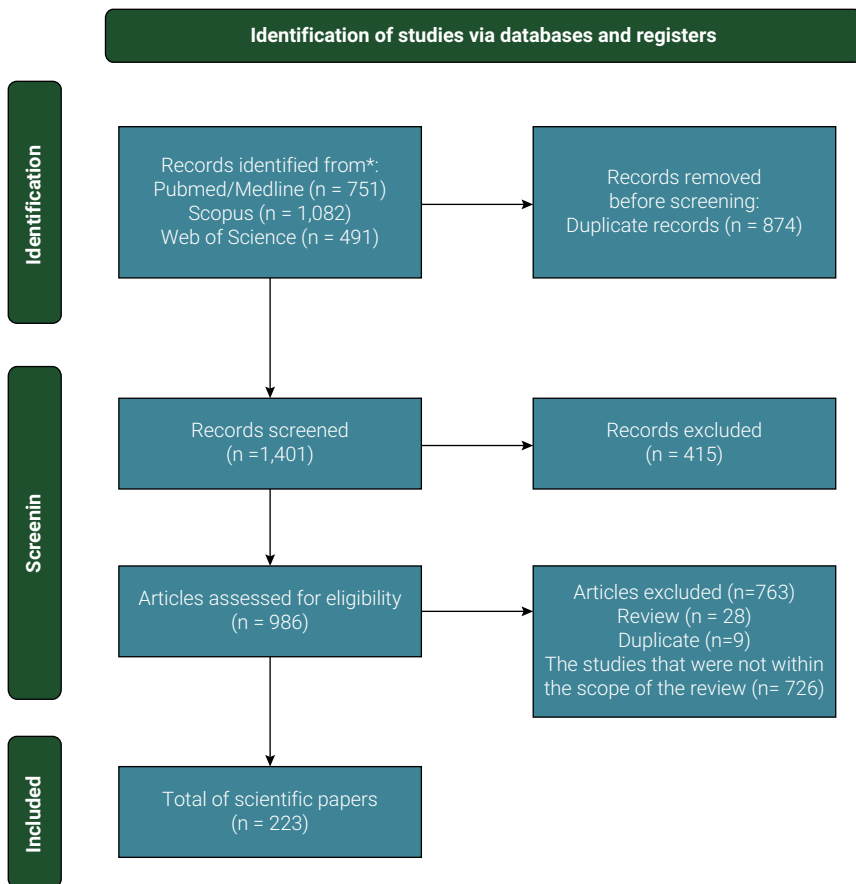 Identification of studies via databases and registers
Identification
Records identified from*:
Pubmed/Medline (n = 751)
Scopus (n = 1,082)
Web of Science (n = 491)
Records removed
before screening:
Duplicate records (n = 874)
Screenin
Records screened
(n =1,401)
Records excluded
(n = 415)
Articles assessed for eligibility
(n = 986)
Articles excluded (n=763)
Review (n = 28)
Duplicate (n=9)
The studies that were not within
the scope of the review (n= 726)
Included
Total of scientific papers
(n = 223)